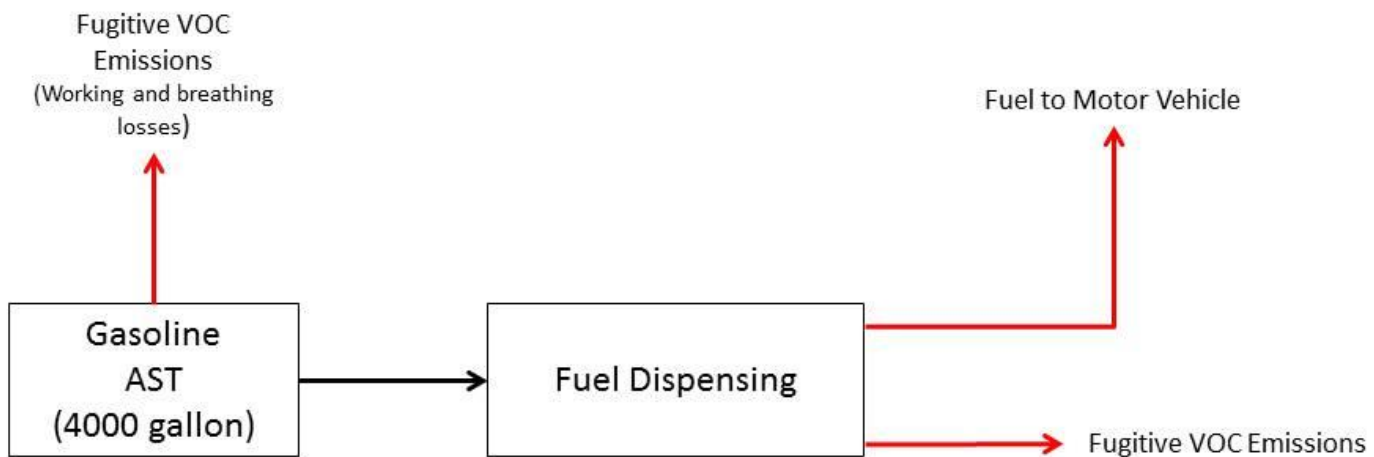 Fugitive VOC
Emissions
(Working and breathing
losses)
Fuel to Motor Vehicle
Gasoline
AST
(4000 gallon)
Fuel Dispensing
Fugitive VOC Emissions